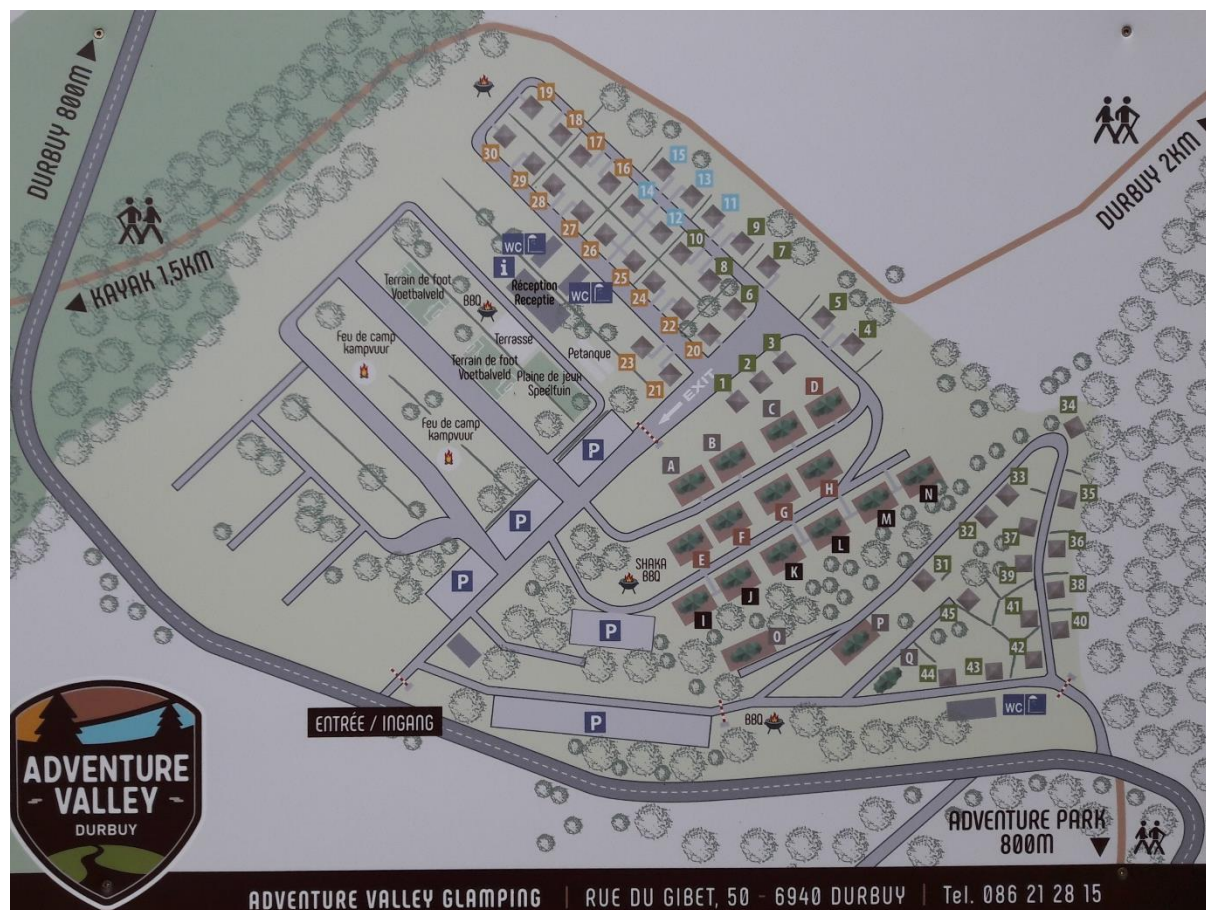 DURBUY 800M
KAYAK 1,5KM
DURBUY 2KM
19
18
17
16
15
14
13
12
11
10
9
8
7
6
5
4
3
2
1
30
29
28
27
26
25
24
22
20
23
21
WC
i
Réception
Receptie
WC
Terrain de foot
Voetbalveld
BBQ
Terrasse
Terrain de foot
Voetbalveld
Plaine de jeux
Speeltuin
Petanque
Feu de camp
kampvuur
Feu de camp
kampvuur
EXIT
P
P
P
P
P
A
B
C
D
E
F
G
H
I
J
K
L
M
N
O
P
Q
SHAKA
BBQ
34
33
35
32
37
36
31
39
38
45
41
40
42
44
43
WC
BBQ
ENTRÉE / INGANG
ADVENTURE
VALLEY
DURBUY
ADVENTURE PARK
800M
ADVENTURE VALLEY GLAMPING | RUE DU GIBET, 50 - 6940 DURBUY | Tel. 086 21 28 15